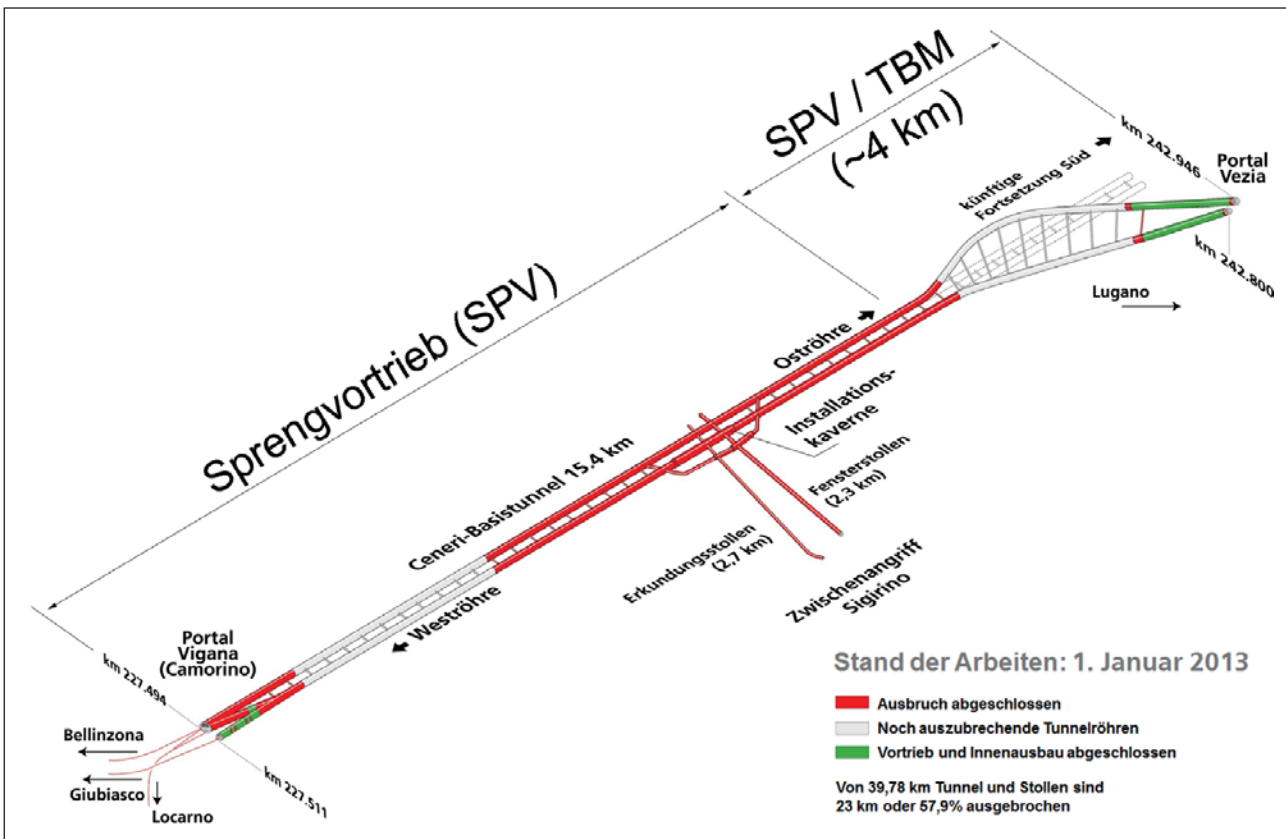 SPV / TBM
(~4 km)
Sprengvortrieb (SPV)
km 242.946
Portal
Vezia
künftige
Fortsetzung Süd
km 242.800
Lugano
Oströhre
Installations-
kaverne
Ceneri-Basistunnel 15.4 km
Fensterstollen
(2,3 km)
Erkundungsstollen
(2,7 km)
Zwischenangriff
Sigirino
Weströhre
Portal
Vigana
(Camorino)
km 227.494
Bellinzona
Giubiasco
Locarno
km 227.511
Stand der Arbeiten: 1. Januar 2013
Ausbruch abgeschlossen
Noch auszubrechende Tunnelröhren
Vortrieb und Innenausbau abgeschlossen
Von 39,78 km Tunnel und Stollen sind
23 km oder 57,9% ausgebrochen